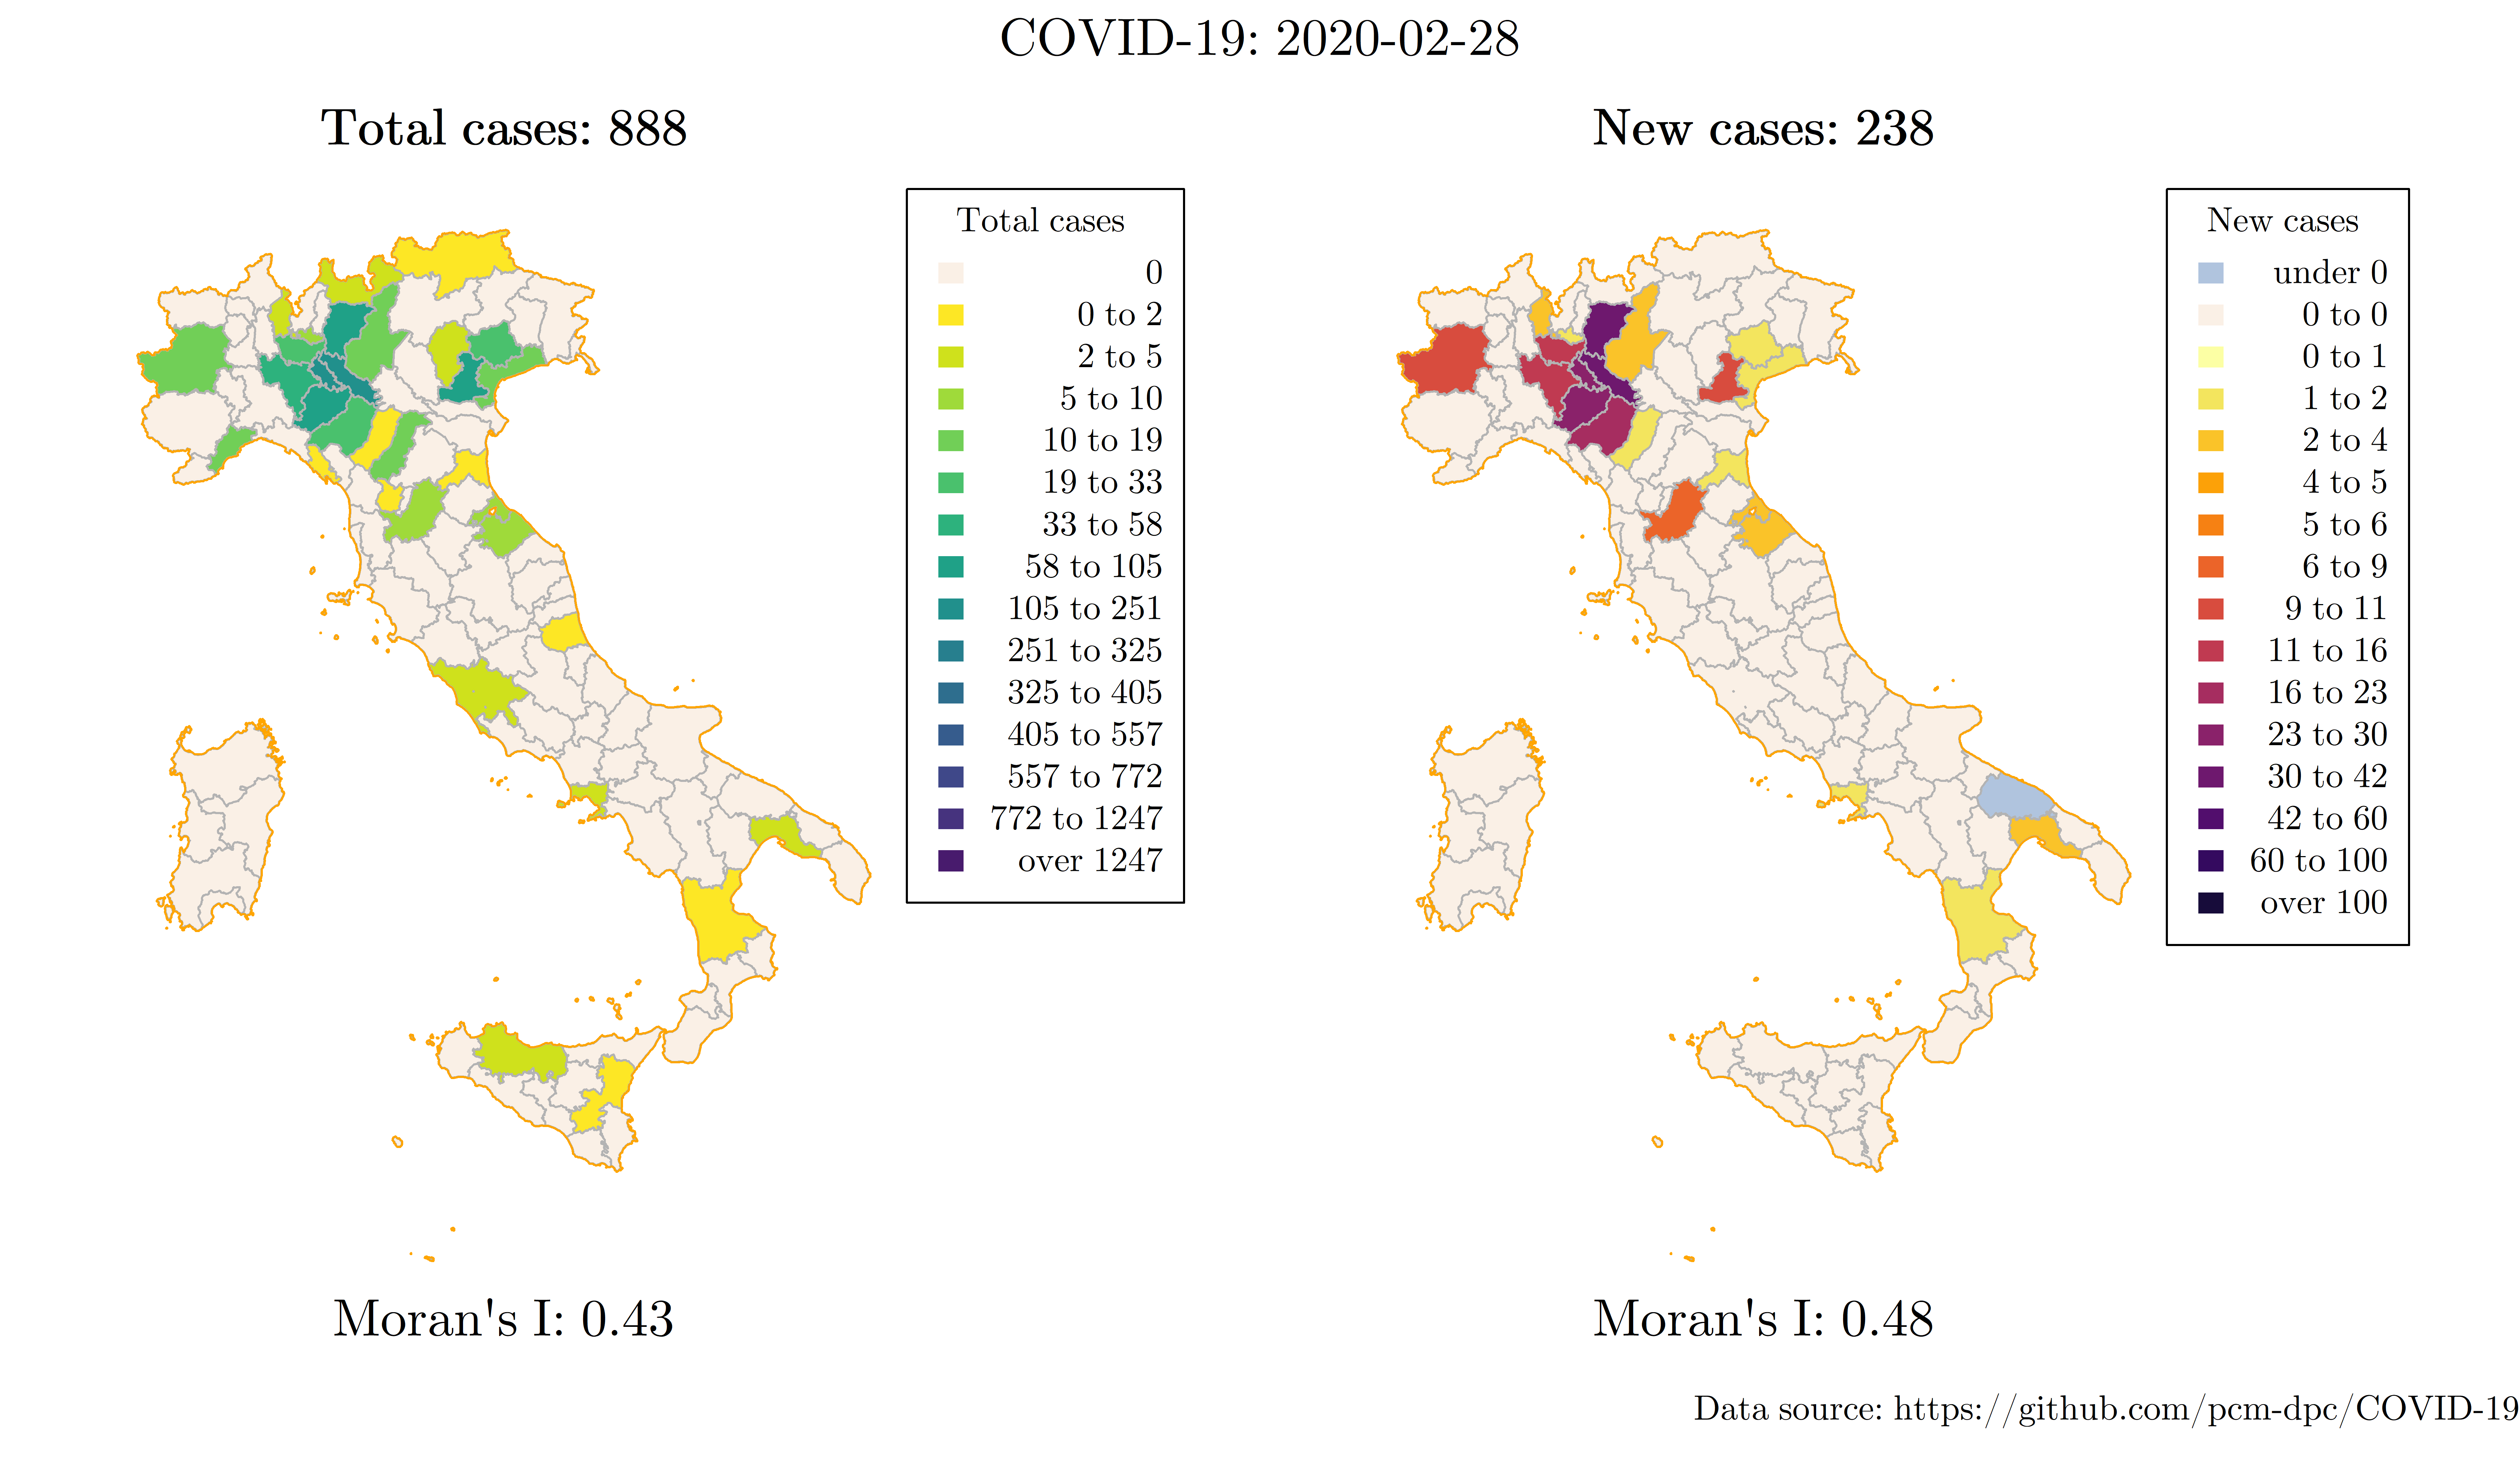 COVID-19: 2020-02-28
Total cases: 888
Total cases
0
0 to 2
2 to 5
5 to 10
10 to 19
19 to 33
33 to 58
58 to 105
105 to 251
251 to 325
325 to 405
405 to 557
557 to 772
772 to 1247
over 1247
Moran's I: 0.43
New cases: 238
New cases
under 0
0 to 0
0 to 1
1 to 2
2 to 4
4 to 5
5 to 6
6 to 9
9 to 11
11 to 16
16 to 23
23 to 30
30 to 42
42 to 60
60 to 100
over 100
Moran's I: 0.48
Data source: https://github.com/pcm-dpc/COVID-19